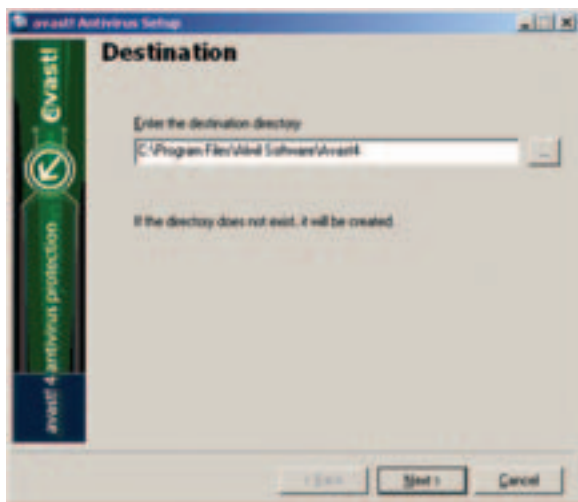 avast! Antivirus Setup
avast!
avast! 4 antivirus protection
Destination
Enter the destination directory
C:\Program Files\Alwil Software\Avast4
...
If the directory does not exist, it will be created.
< Back
Next >
Cancel